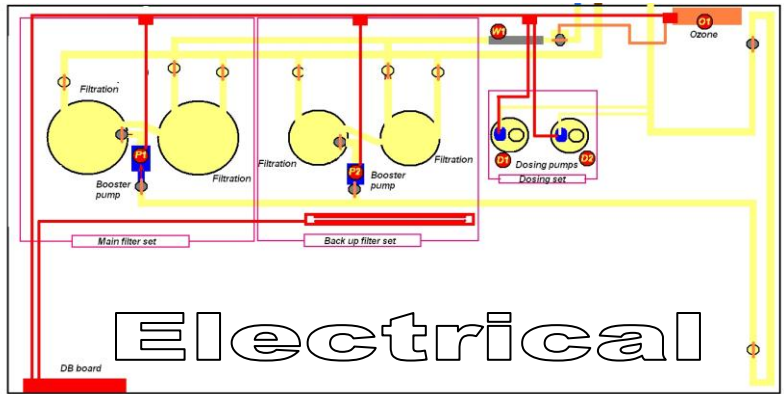 W1
O1
Ozone
Filtration
P1
Booster
pump
Filtration
Filtration
P2
Booster
pump
Filtration
Dosing pumps
D1
D2
Dosing set
Main filter set
Back up filter set
Electrical
DB board